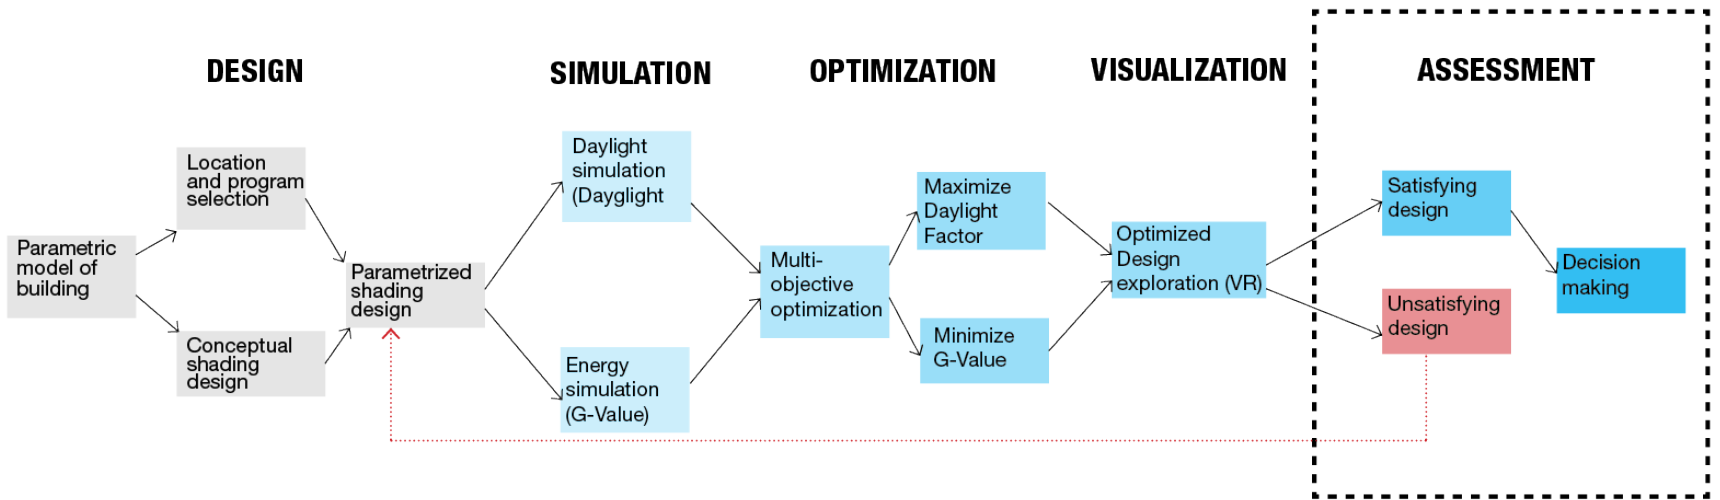 DESIGN
SIMULATION
OPTIMIZATION
VISUALIZATION
ASSESSMENT
Parametric
model of
building
Location
and program
selection
Conceptual
shading
design
Parametrized
shading
design
Daylight
simulation
(Dayglight
Energy
simulation
(G-Value)
Multi-
objective
optimization
Maximize
Daylight
Factor
Minimize
G-Value
Optimized
Design
exploration (VR)
Satisfying
design
Unsatisfying
design
Decision
making